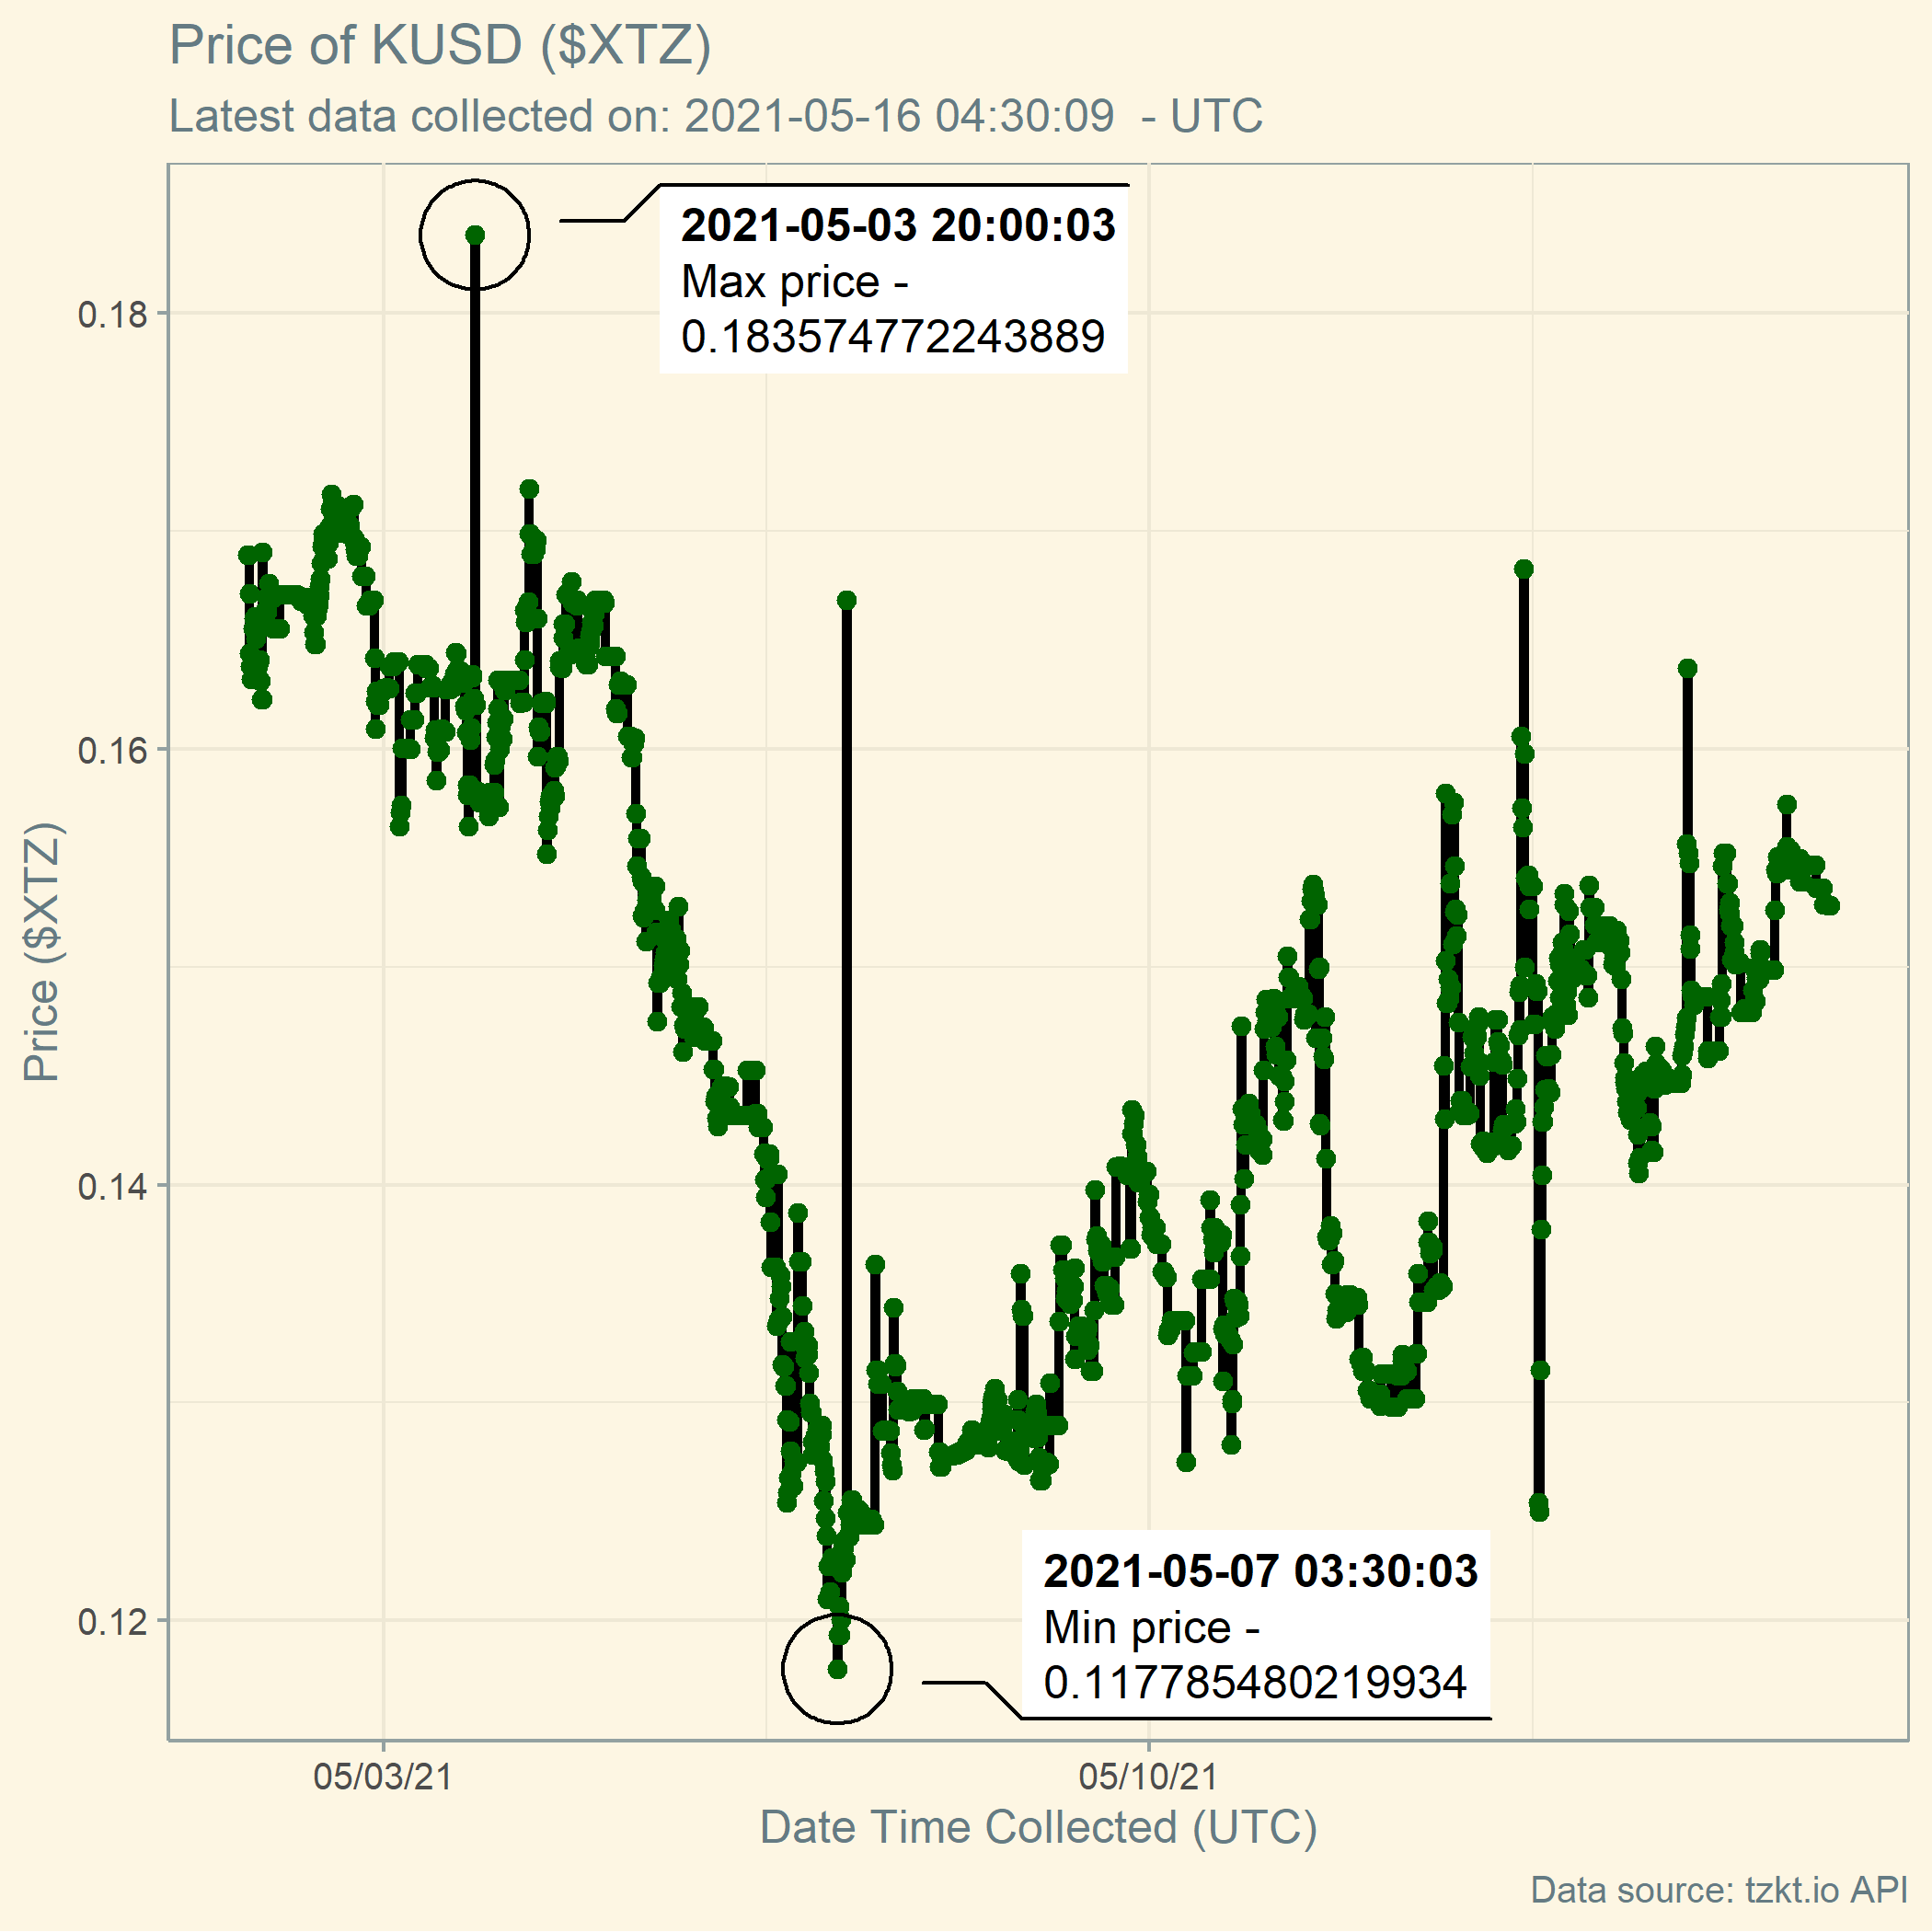 Price of KUSD ($XTZ)
Latest data collected on: 2021-05-16 04:30:09  - UTC
2021-05-03 20:00:03
Max price -
0.183574772243889
0.18
0.16
0.14
0.12
Price ($XTZ)
2021-05-07 03:30:03
Min price -
0.117785480219934
05/03/21
05/10/21
Date Time Collected (UTC)
Data source: tzkt.io API